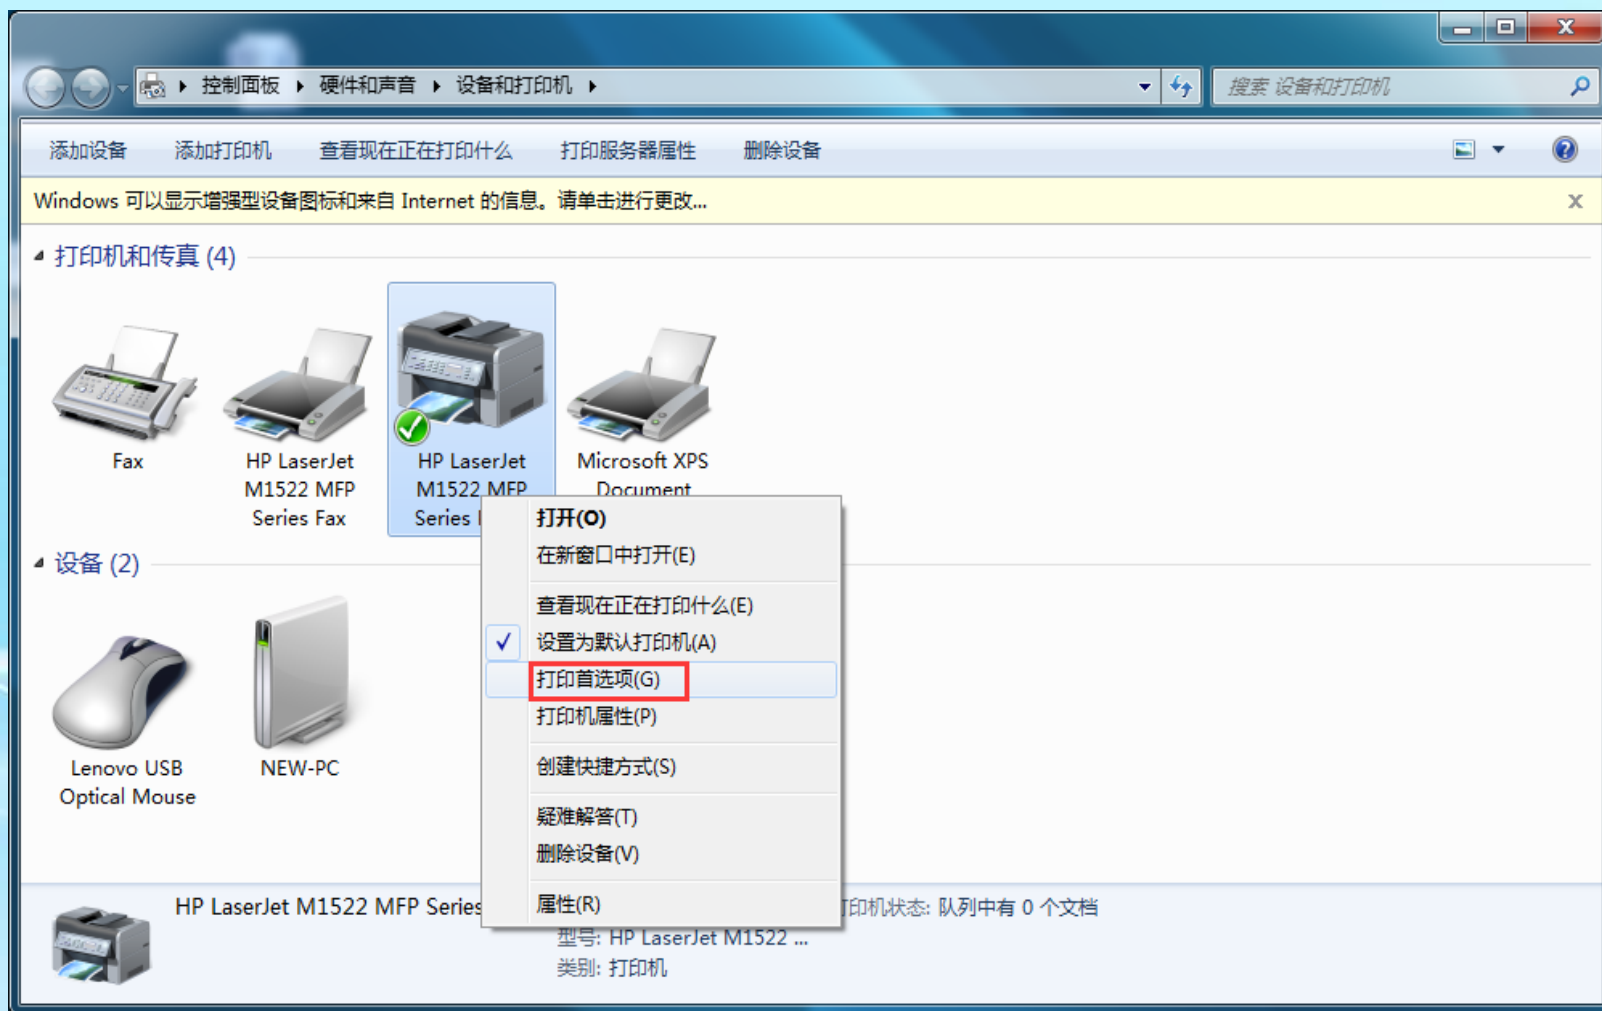 控制面板 硬件和声音 设备和打印机
搜索 设备和打印机
添加设备 添加打印机 查看现在正在打印什么 打印服务器属性 删除设备
Windows 可以显示增强型设备图标和来自 Internet 的信息。请单击进行更改...
打印机和传真 (4)
Fax
HP LaserJet
M1522 MFP
Series Fax
HP LaserJet
M1522 MFP
Series
Microsoft XPS
Document
打开(O)
在新窗口中打开(E)
查看现在正在打印什么(E)
设置为默认打印机(A)
打印首选项(G)
打印机属性(P)
创建快捷方式(S)
疑难解答(T)
删除设备(V)
属性(R)
设备 (2)
Lenovo USB
Optical Mouse
NEW-PC
HP LaserJet M1522 MFP Series
印机状态: 队列中有 0 个文档
型号: HP LaserJet M1522 ...
类别: 打印机